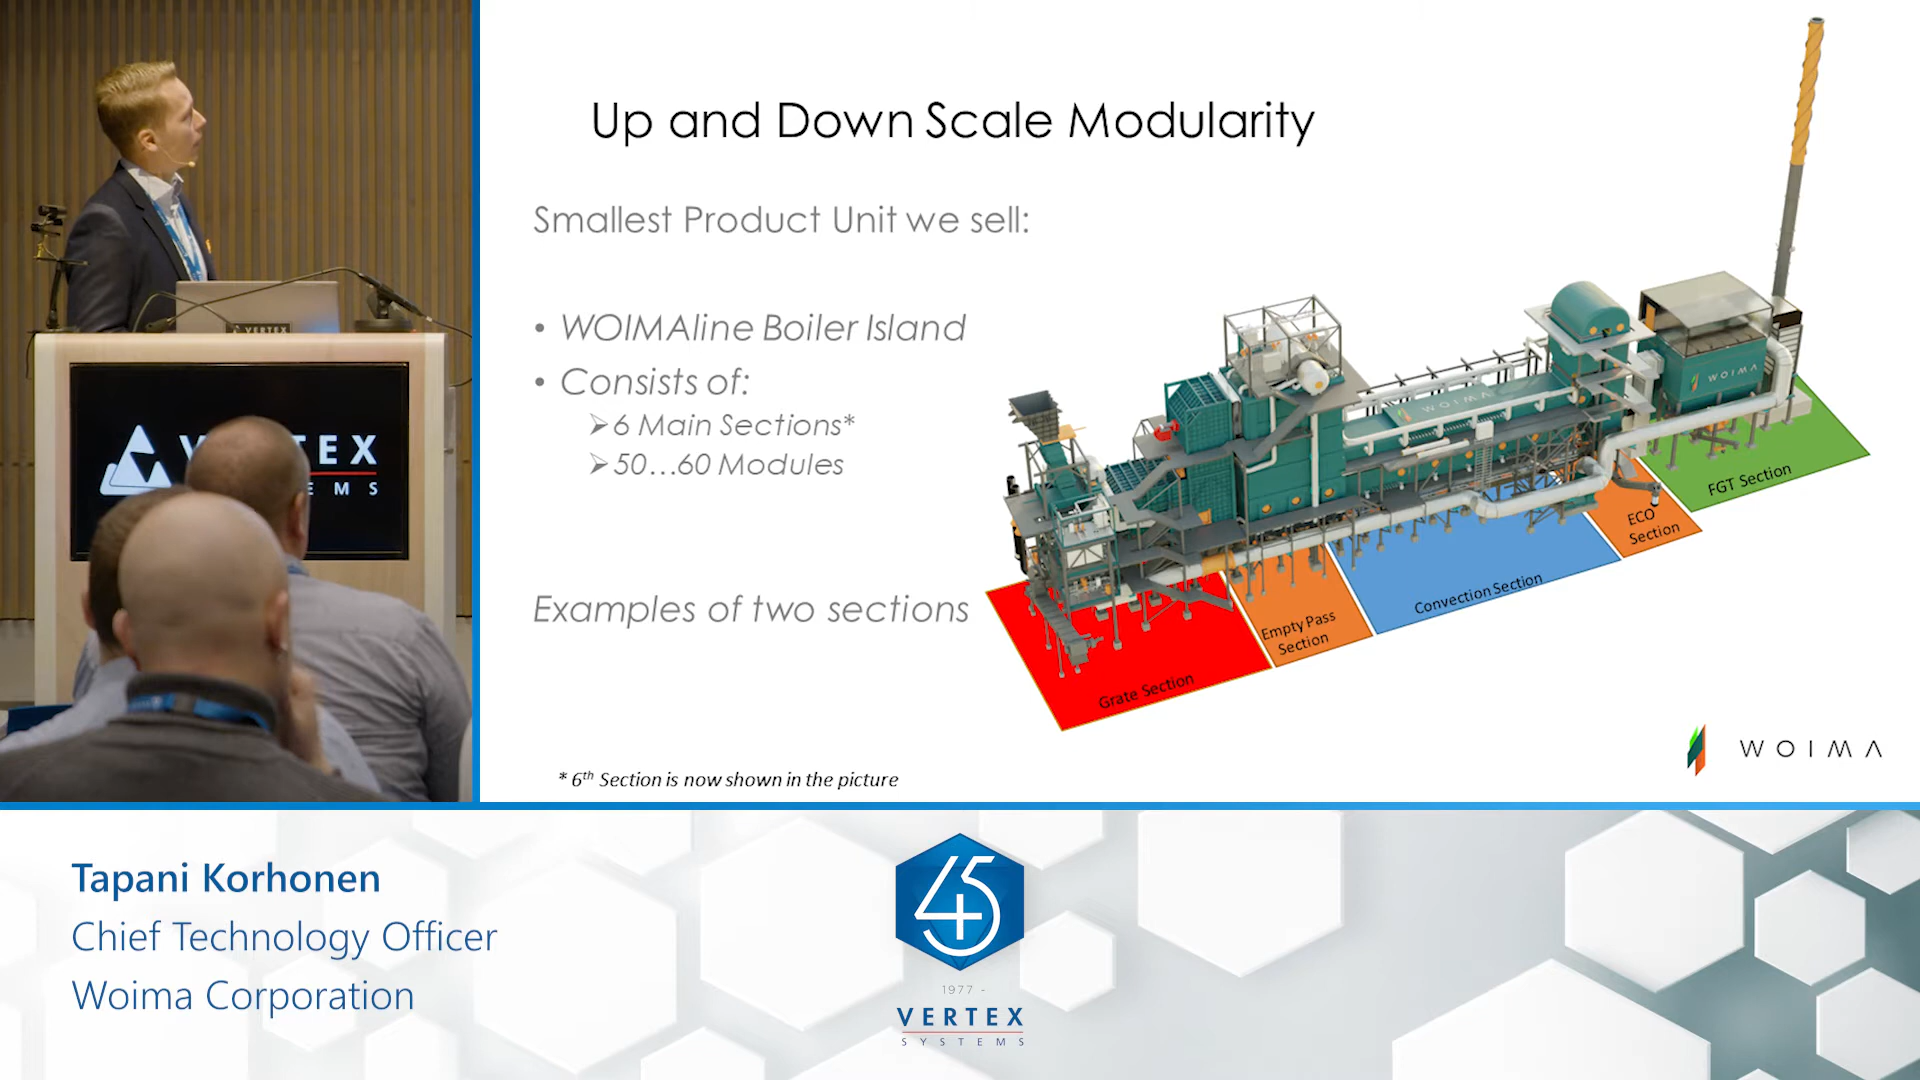 Up and Down Scale Modularity
Smallest Product Unit we sell:
• WOIMAline Boiler Island
• Consists of:
➢6 Main Sections*
➢50...60 Modules
Examples of two sections
* 6th Section is now shown in the picture
WOIMA
WOIMA
Grate Section
Empty Pass
Section
Convection Section
ECO
Section
FGT Section
WOIMA
VERTEX
Tapani Korhonen
Chief Technology Officer
Woima Corporation
45
1977 -
VERTEX
SYSTEMS